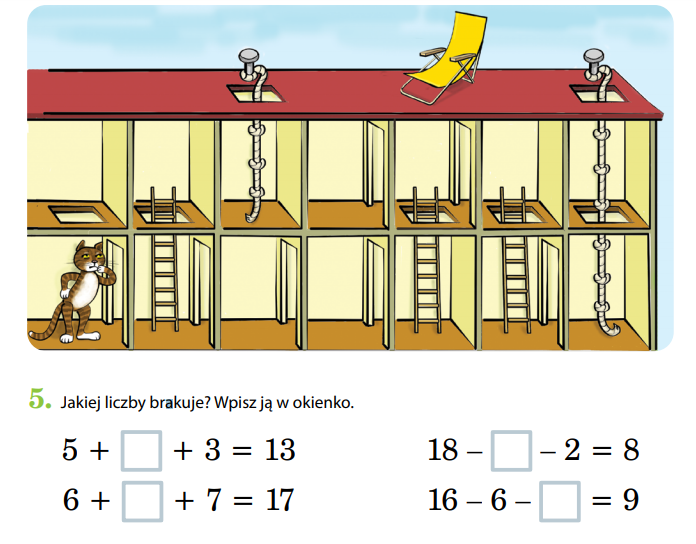 5. Jakiej liczby brakuje? Wpisz ją w okienko.
5 + □ + 3 = 13
18 – □ – 2 = 8
6 + □ + 7 = 17
16 – 6 – □ = 9